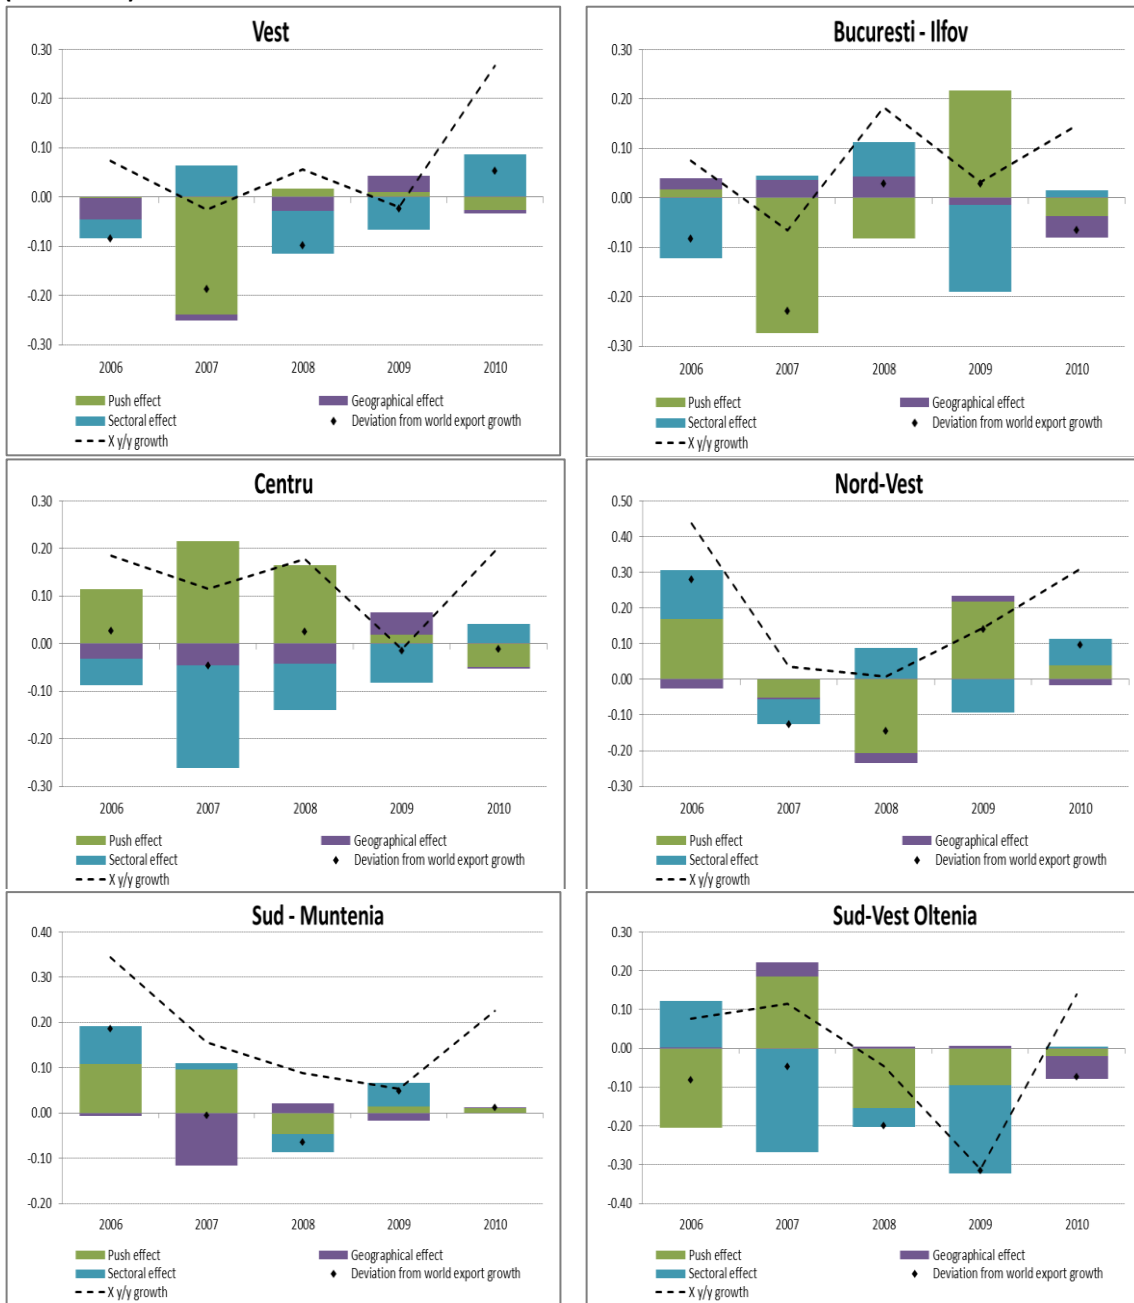 Vest
0.30
0.20
0.10
0.00
-0.10
-0.20
-0.30
2006 2007 2008 2009 2010
Push effect Geographical effect
Sectoral effect Deviation from world export growth
X y/y growth
Bucuresti - Ilfov
0.30
0.20
0.10
0.00
-0.10
-0.20
-0.30
2006 2007 2008 2009 2010
Push effect Geographical effect
Sectoral effect Deviation from world export growth
X y/y growth
Centru
0.30
0.20
0.10
0.00
-0.10
-0.20
-0.30
2006 2007 2008 2009 2010
Push effect Geographical effect
Sectoral effect Deviation from world export growth
X y/y growth
Nord-Vest
0.50
0.40
0.30
0.20
0.10
0.00
-0.10
-0.20
-0.30
2006 2007 2008 2009 2010
Push effect Geographical effect
Sectoral effect Deviation from world export growth
X y/y growth
Sud - Muntenia
0.40
0.30
0.20
0.10
0.00
-0.10
-0.20
2006 2007 2008 2009 2010
Push effect Geographical effect
Sectoral effect Deviation from world export growth
X y/y growth
Sud-Vest Oltenia
0.30
0.20
0.10
0.00
-0.10
-0.20
-0.30
-0.40
2006 2007 2008 2009 2010
Push effect Geographical effect
Sectoral effect Deviation from world export growth
X y/y growth